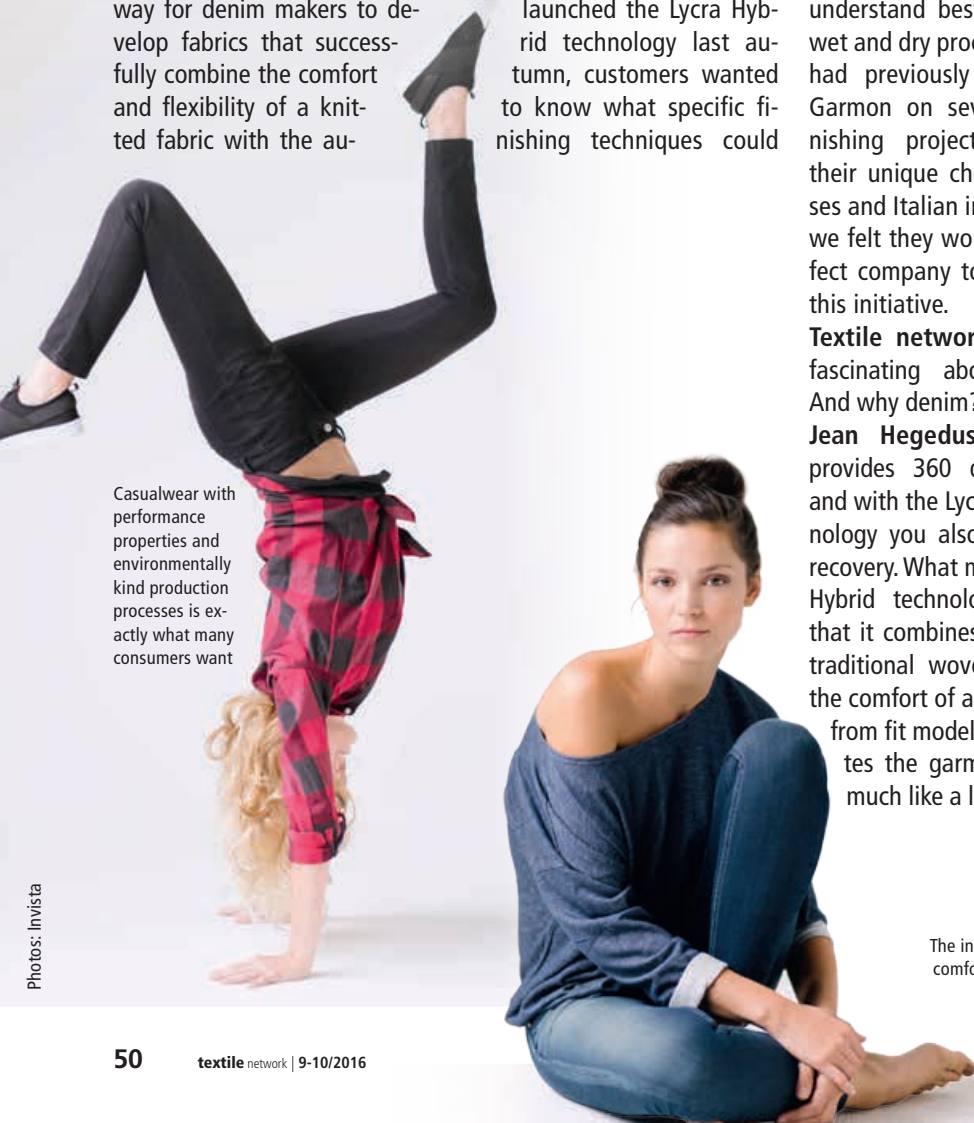 way for denim makers to de-
velop fabrics that success-
fully combine the comfort
and flexibility of a knit-
ted fabric with the au-
launched the Lycra Hyb-
rid technology last au-
tumn, customers wanted
to know what specific fi-
nishing techniques could
understand bes
wet and dry pro
had previously
Garmon on sev
nishing project
their unique ch
ses and Italian i
we felt they wo
fect company to
this initiative.
Textile networ
fascinating abo
And why denim?
Jean Hegedus
provides 360
and with the Lyc
nology you also
recovery. What
Hybrid technolo
that it combines
traditional wov
the comfort of a
from fit model
tes the garm
much like a l
Casualwear with
performance
properties and
environmentally
kind production
processes is ex-
actly what many
consumers want
Photos: Invista
The in
comfo
50 textile network | 9-10/2016